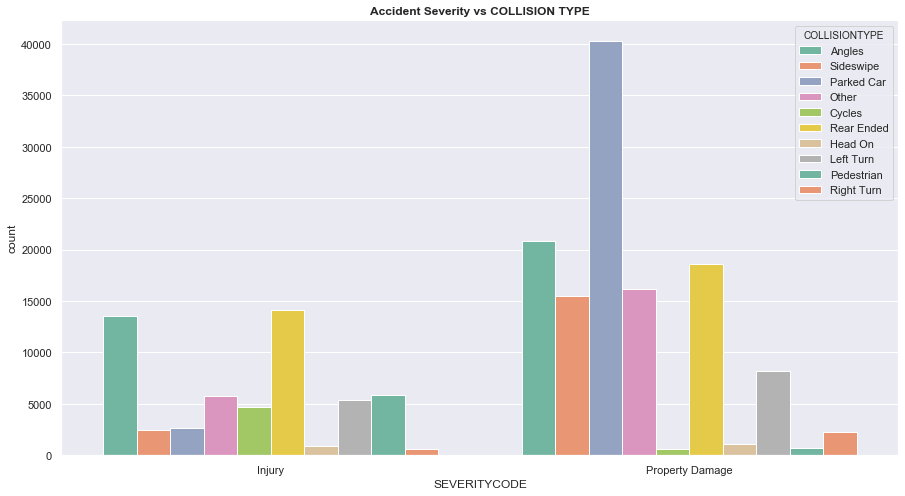 Accident Severity vs COLLISION TYPE
COLLISIONTYPE
Angles
Sideswipe
Parked Car
Other
Cycles
Rear Ended
Head On
Left Turn
Pedestrian
Right Turn
count
40000
35000
30000
25000
20000
15000
10000
5000
0
Injury
Property Damage
SEVERITYCODE